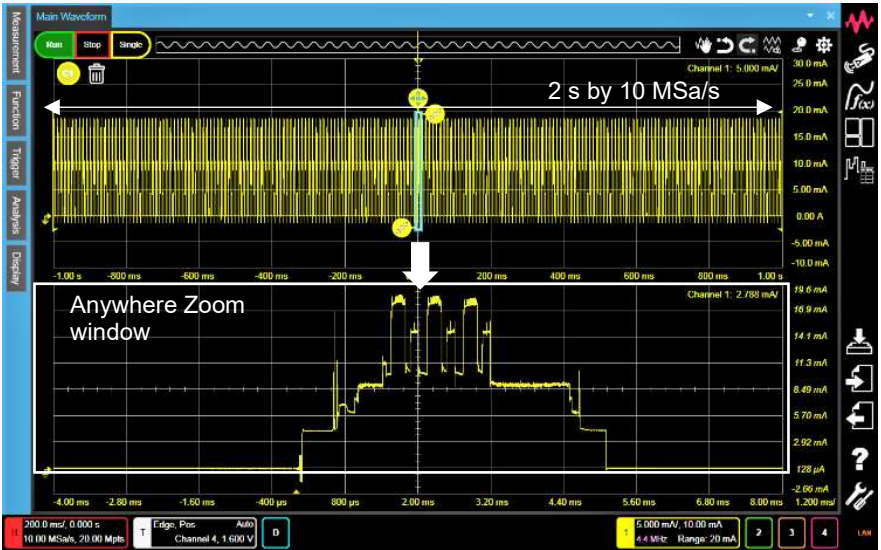 Main Waveform
Measurement
Function
Trigger
Analysis
Display
Run
Stop
Single
Channel 1: 5.000 mA/
30.0 mA
25.0 mA
20.0 mA
15.0 mA
10.0 mA
5.00 mA
0.00 A
-5.00 mA
-10.0 mA
2 s by 10 MSa/s
-1.00 s -800 ms -600 ms -400 ms -200 ms 200 ms 400 ms 600 ms 800 ms 1.00 s
Anywhere Zoom
window
Channel 1: 2.788 mA/
19.6 mA
16.9 mA
14.1 mA
11.3 mA
8.49 mA
5.70 mA
2.92 mA
128 µA
-2.66 mA
-4.00 ms -2.80 ms -1.60 ms -400 µs 800 µs 2.00 ms 3.20 ms 4.40 ms 5.60 ms 6.80 ms 8.00 ms 1.200 ms/
H 200.0 ms/, 0.000 s
10.00 MSa/s, 20.00 Mpts
T Edge, Pos Auto
Channel 4, 1.600 V
D
1 5.000 mA/, 10.00 mA
4.4 MHz Range: 20 mA
2 3 4
LAN
f(x)
?